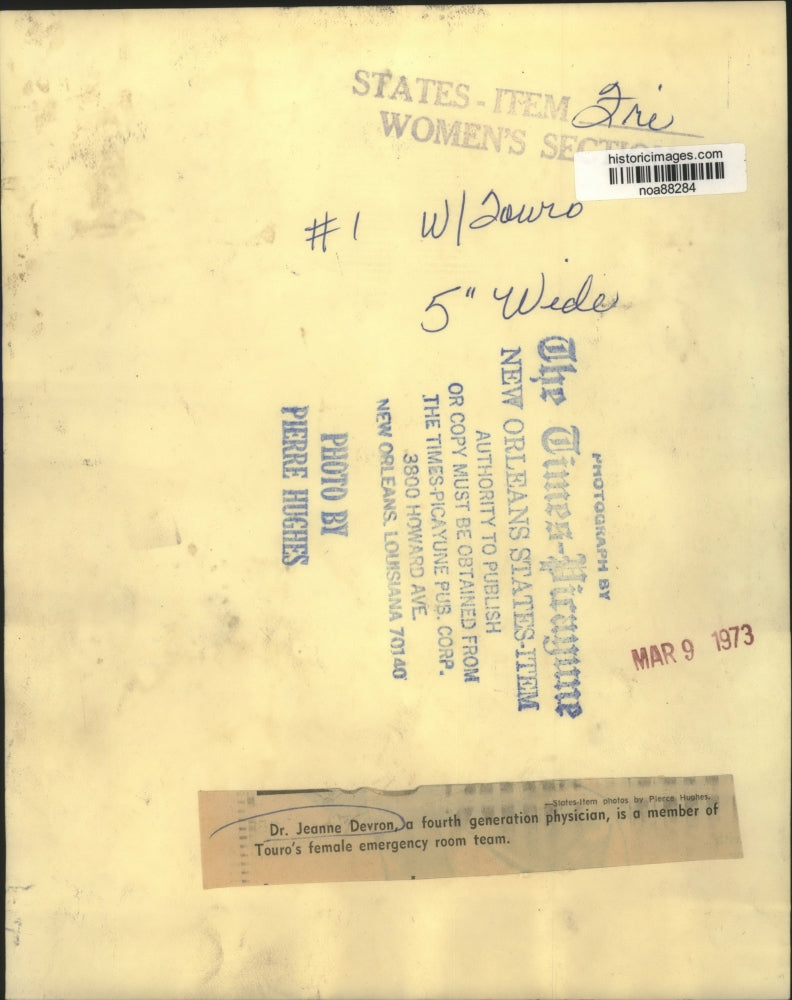 STATES-ITEM Fri
WOMEN'S
historicimages.com
noa88284
#1 W/Touro
5" Wide
PHOTOGRAPH BY
The Times-Picayune
NEW ORLEANS STATES-ITEM
AUTHORITY TO PUBLISH
OR COPY MUST BE OBTAINED FROM
THE TIMES-PICAYUNE PUB. CORP.
3800 HOWARD AVE.
NEW ORLEANS, LOUISIANA 70140
PHOTO BY
PIERRE HUGHES
MAR 9 1973
—States-Item photos by Pierce Hughes.
Dr. Jeanne Devron, a fourth generation physician, is a member of
Touro's female emergency room team.